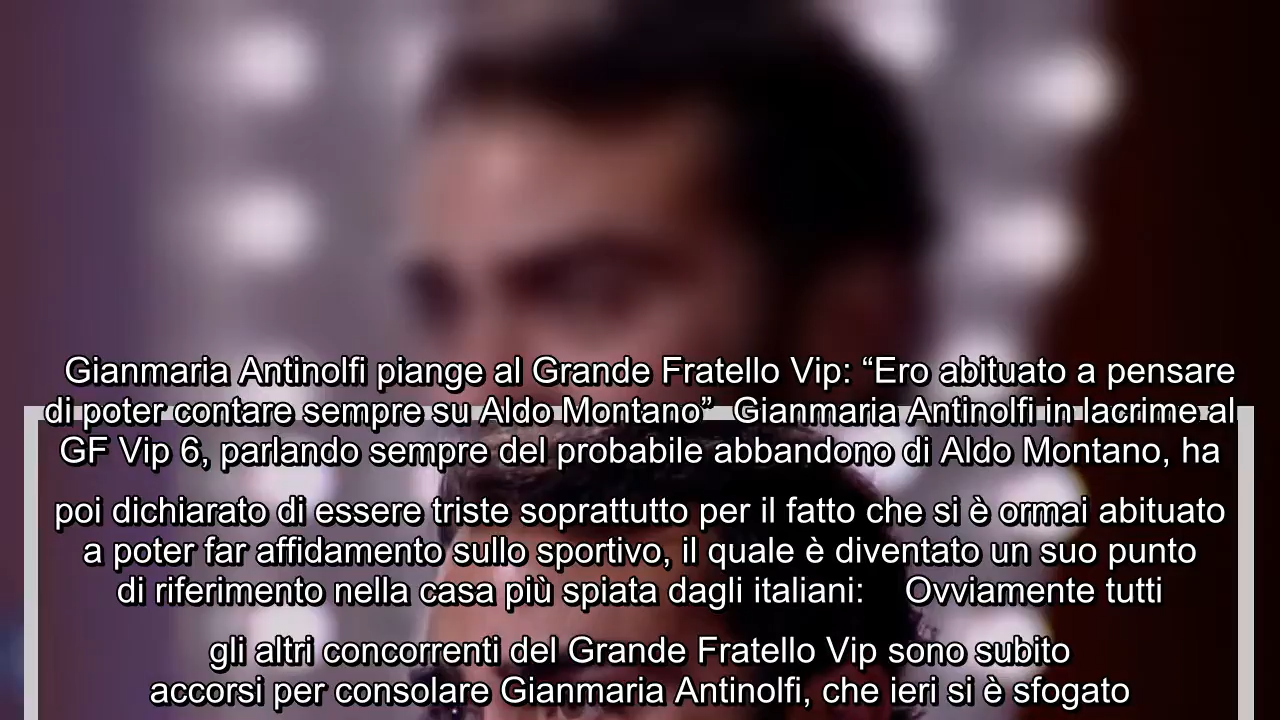 Gianmaria Antinolfi piange al Grande Fratello Vip: “Ero abituato a pensare
di poter contare sempre su Aldo Montano”  Gianmaria Antinolfi in lacrime al
GF Vip 6, parlando sempre del probabile abbandono di Aldo Montano, ha
poi dichiarato di essere triste soprattutto per il fatto che si è ormai abituato
a poter far affidamento sullo sportivo, il quale è diventato un suo punto
di riferimento nella casa più spiata dagli italiani:    Ovviamente tutti
gli altri concorrenti del Grande Fratello Vip sono subito
accorsi per consolare Gianmaria Antinolfi, che ieri si è sfogato